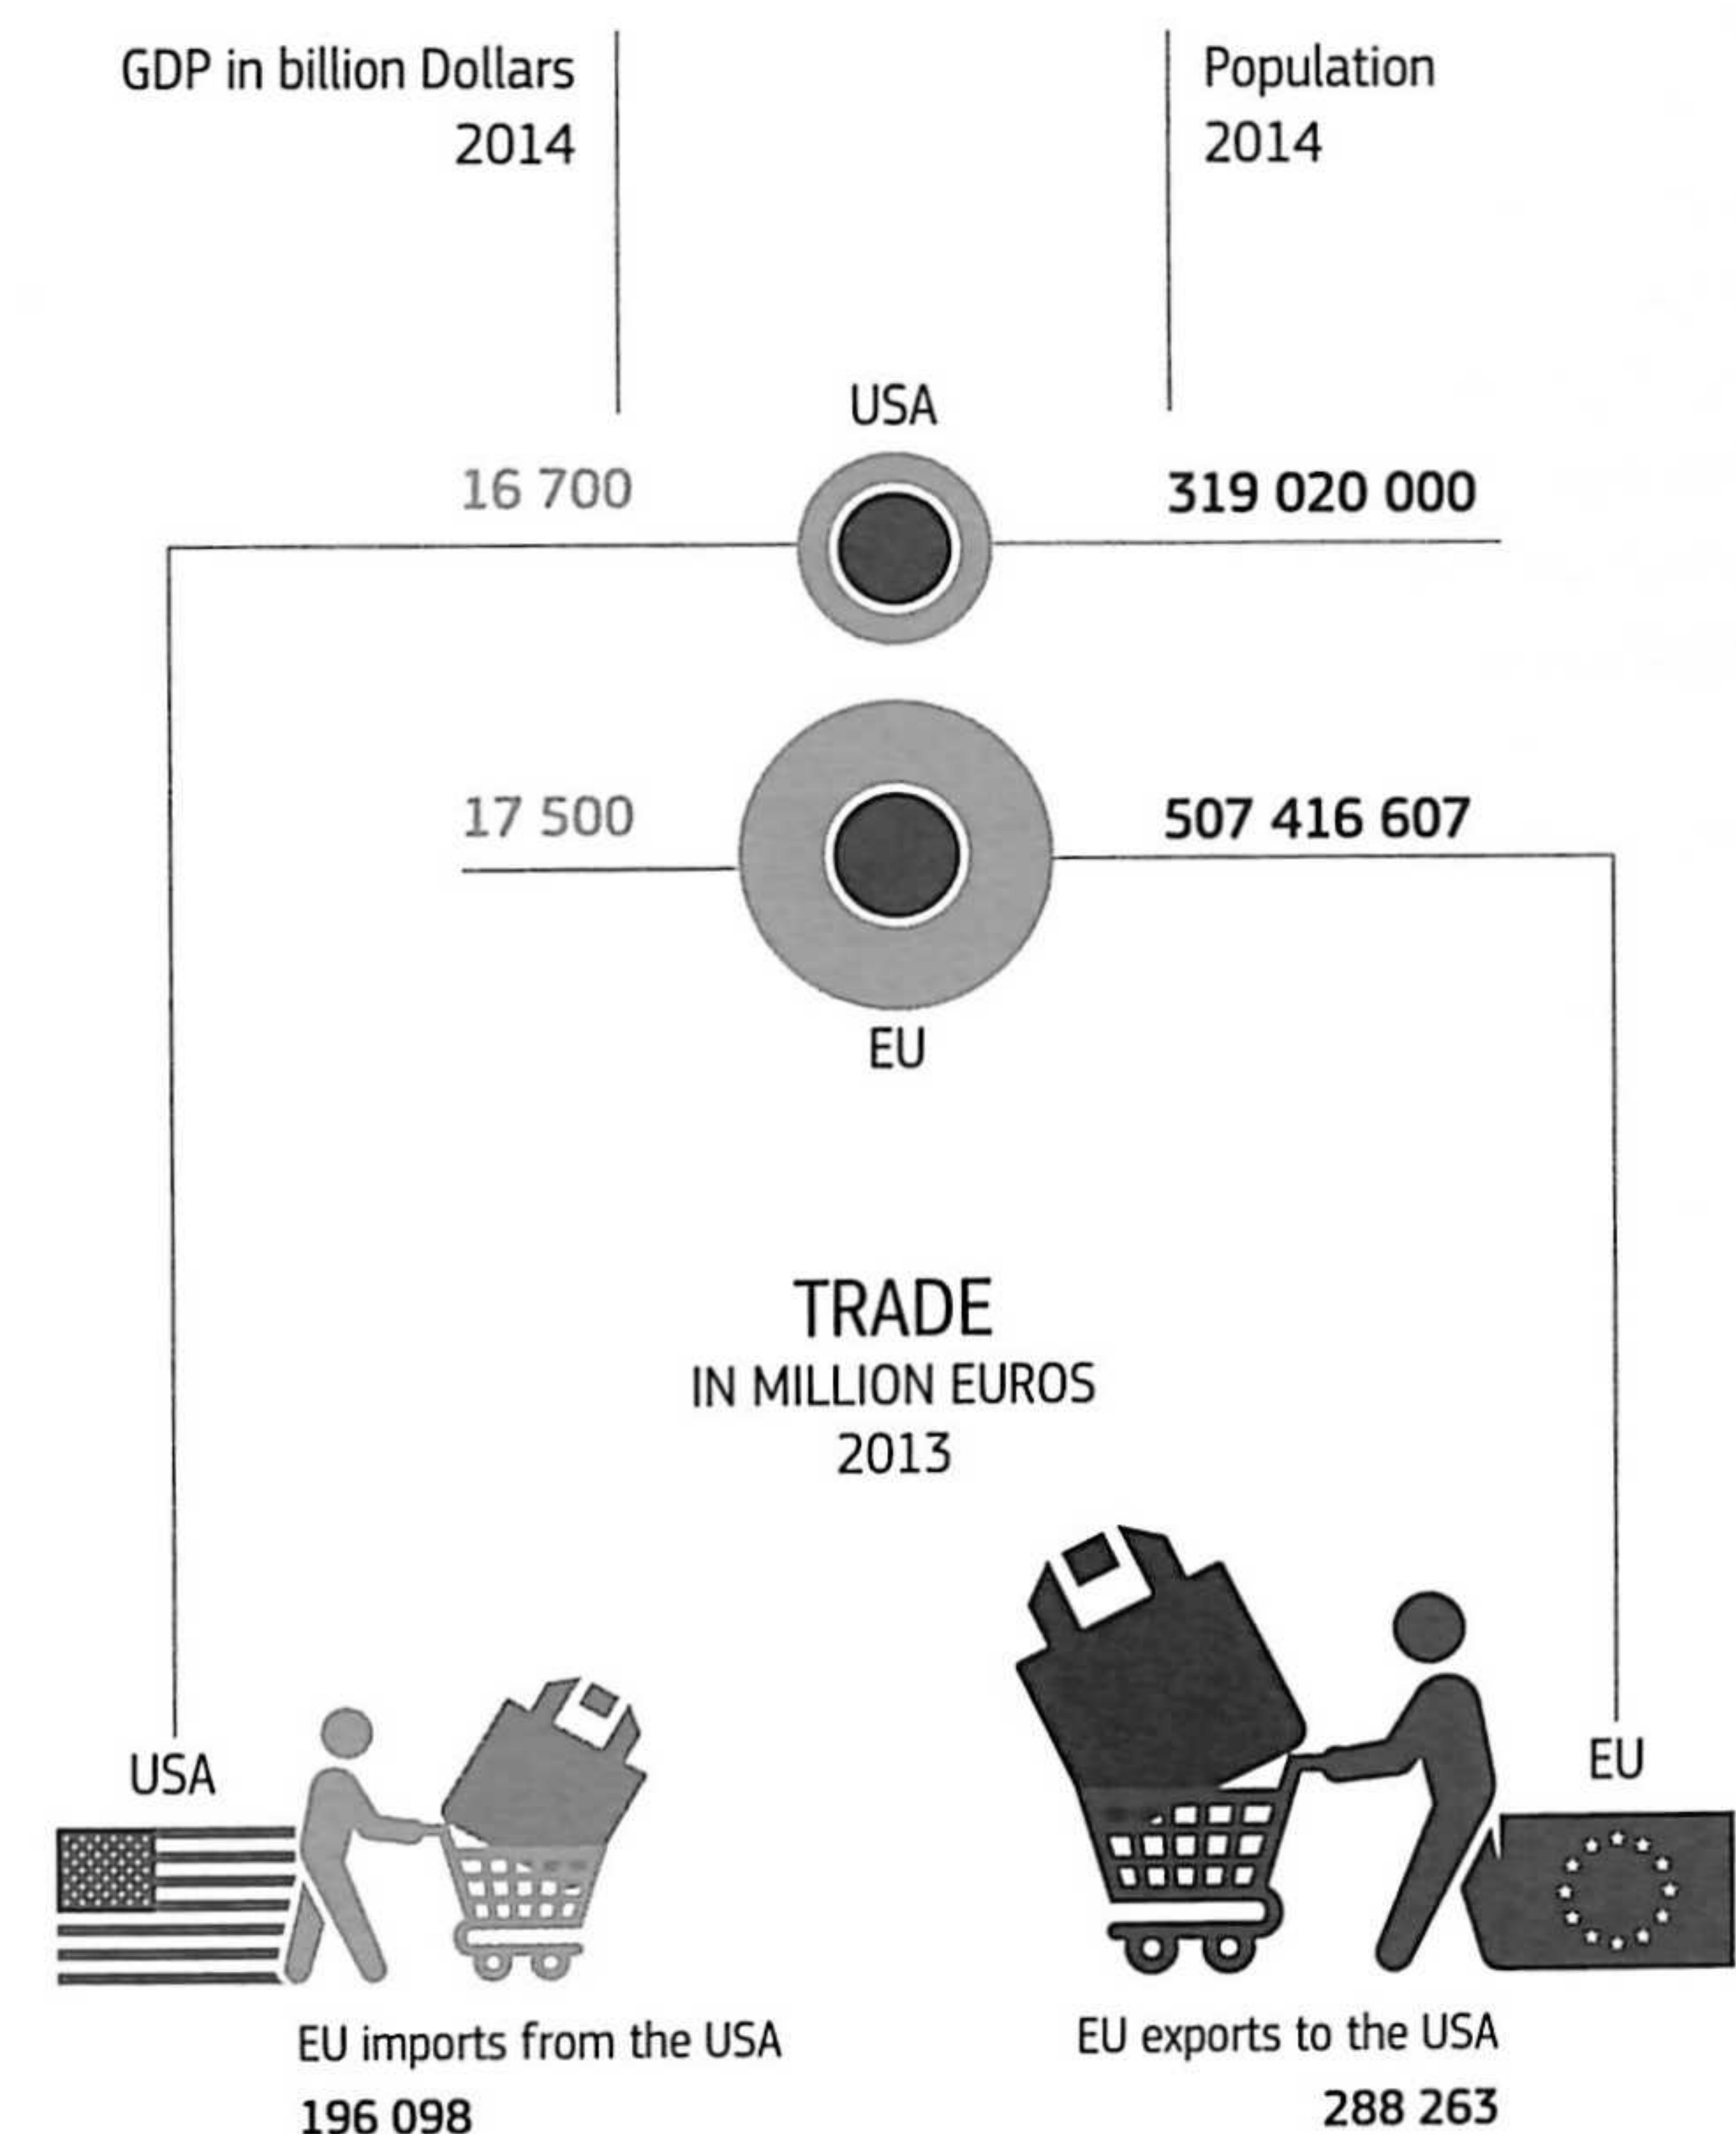 GDP in billion Dollars
2014
Population
2014
USA
16 700
319 020 000
17 500
507 416 607
EU
TRADE
IN MILLION EUROS
2013
USA
EU
EU imports from the USA
196 098
EU exports to the USA
288 263